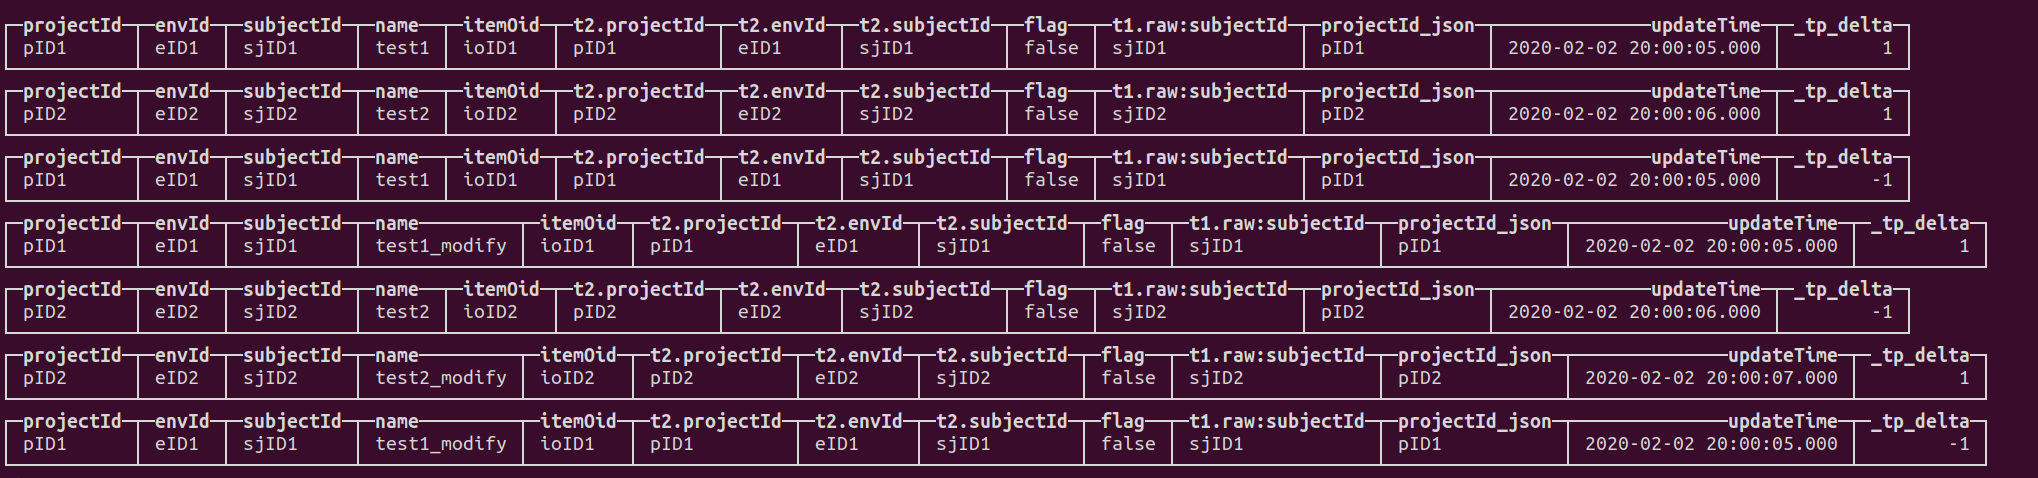 projectId envId subjectId name itemOid t2.projectId t2.envId t2.subjectId flag t1.raw:subjectId projectId_json updateTime _tp_delta
pID1 eID1 sjID1 test1 ioID1 pID1 eID1 sjID1 false sjID1 pID1 2020-02-02 20:00:05.000 1
projectId envId subjectId name itemOid t2.projectId t2.envId t2.subjectId flag t1.raw:subjectId projectId_json updateTime _tp_delta
pID2 eID2 sjID2 test2 ioID2 pID2 eID2 sjID2 false sjID2 pID2 2020-02-02 20:00:06.000 1
projectId envId subjectId name itemOid t2.projectId t2.envId t2.subjectId flag t1.raw:subjectId projectId_json updateTime _tp_delta
pID1 eID1 sjID1 test1 ioID1 pID1 eID1 sjID1 false sjID1 pID1 2020-02-02 20:00:05.000 -1
projectId envId subjectId name itemOid t2.projectId t2.envId t2.subjectId flag t1.raw:subjectId projectId_json updateTime _tp_delta
pID1 eID1 sjID1 test1_modify ioID1 pID1 eID1 sjID1 false sjID1 pID1 2020-02-02 20:00:05.000 1
projectId envId subjectId name itemOid t2.projectId t2.envId t2.subjectId flag t1.raw:subjectId projectId_json updateTime _tp_delta
pID2 eID2 sjID2 test2 ioID2 pID2 eID2 sjID2 false sjID2 pID2 2020-02-02 20:00:06.000 -1
projectId envId subjectId name itemOid t2.projectId t2.envId t2.subjectId flag t1.raw:subjectId projectId_json updateTime _tp_delta
pID2 eID2 sjID2 test2_modify ioID2 pID2 eID2 sjID2 false sjID2 pID2 2020-02-02 20:00:07.000 1
projectId envId subjectId name itemOid t2.projectId t2.envId t2.subjectId flag t1.raw:subjectId projectId_json updateTime _tp_delta
pID1 eID1 sjID1 test1_modify ioID1 pID1 eID1 sjID1 false sjID1 pID1 2020-02-02 20:00:05.000 -1